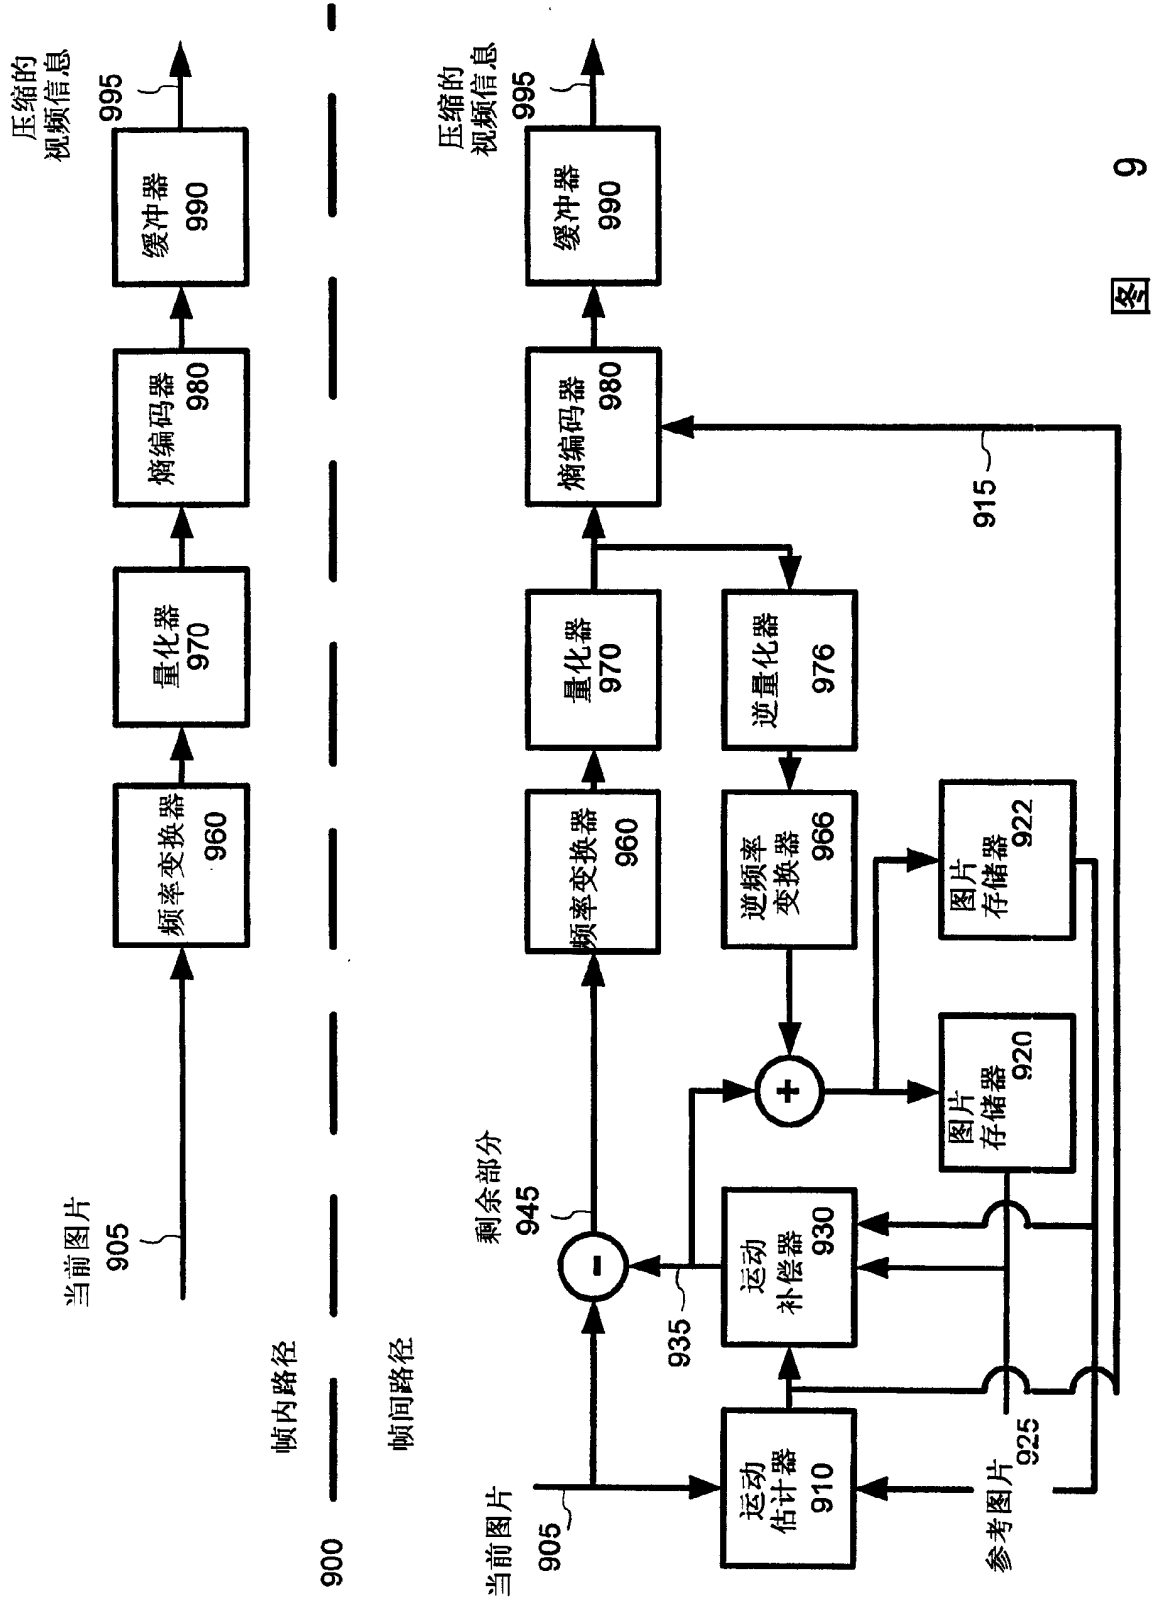 当前图片
905
频率变换器
960
量化器
970
熵编码器
980
缓冲器
990
压缩的
视频信息
995
帧内路径
900
帧间路径
当前图片
905
剩余部分
945
-
频率变换器
960
量化器
970
熵编码器
980
缓冲器
990
压缩的
视频信息
995
935
运动
估计器
910
运动
补偿器
930
+
逆频率
变换器
966
逆量化器
976
915
参考图片
925
图片
存储器
920
图片
存储器
922
图 9